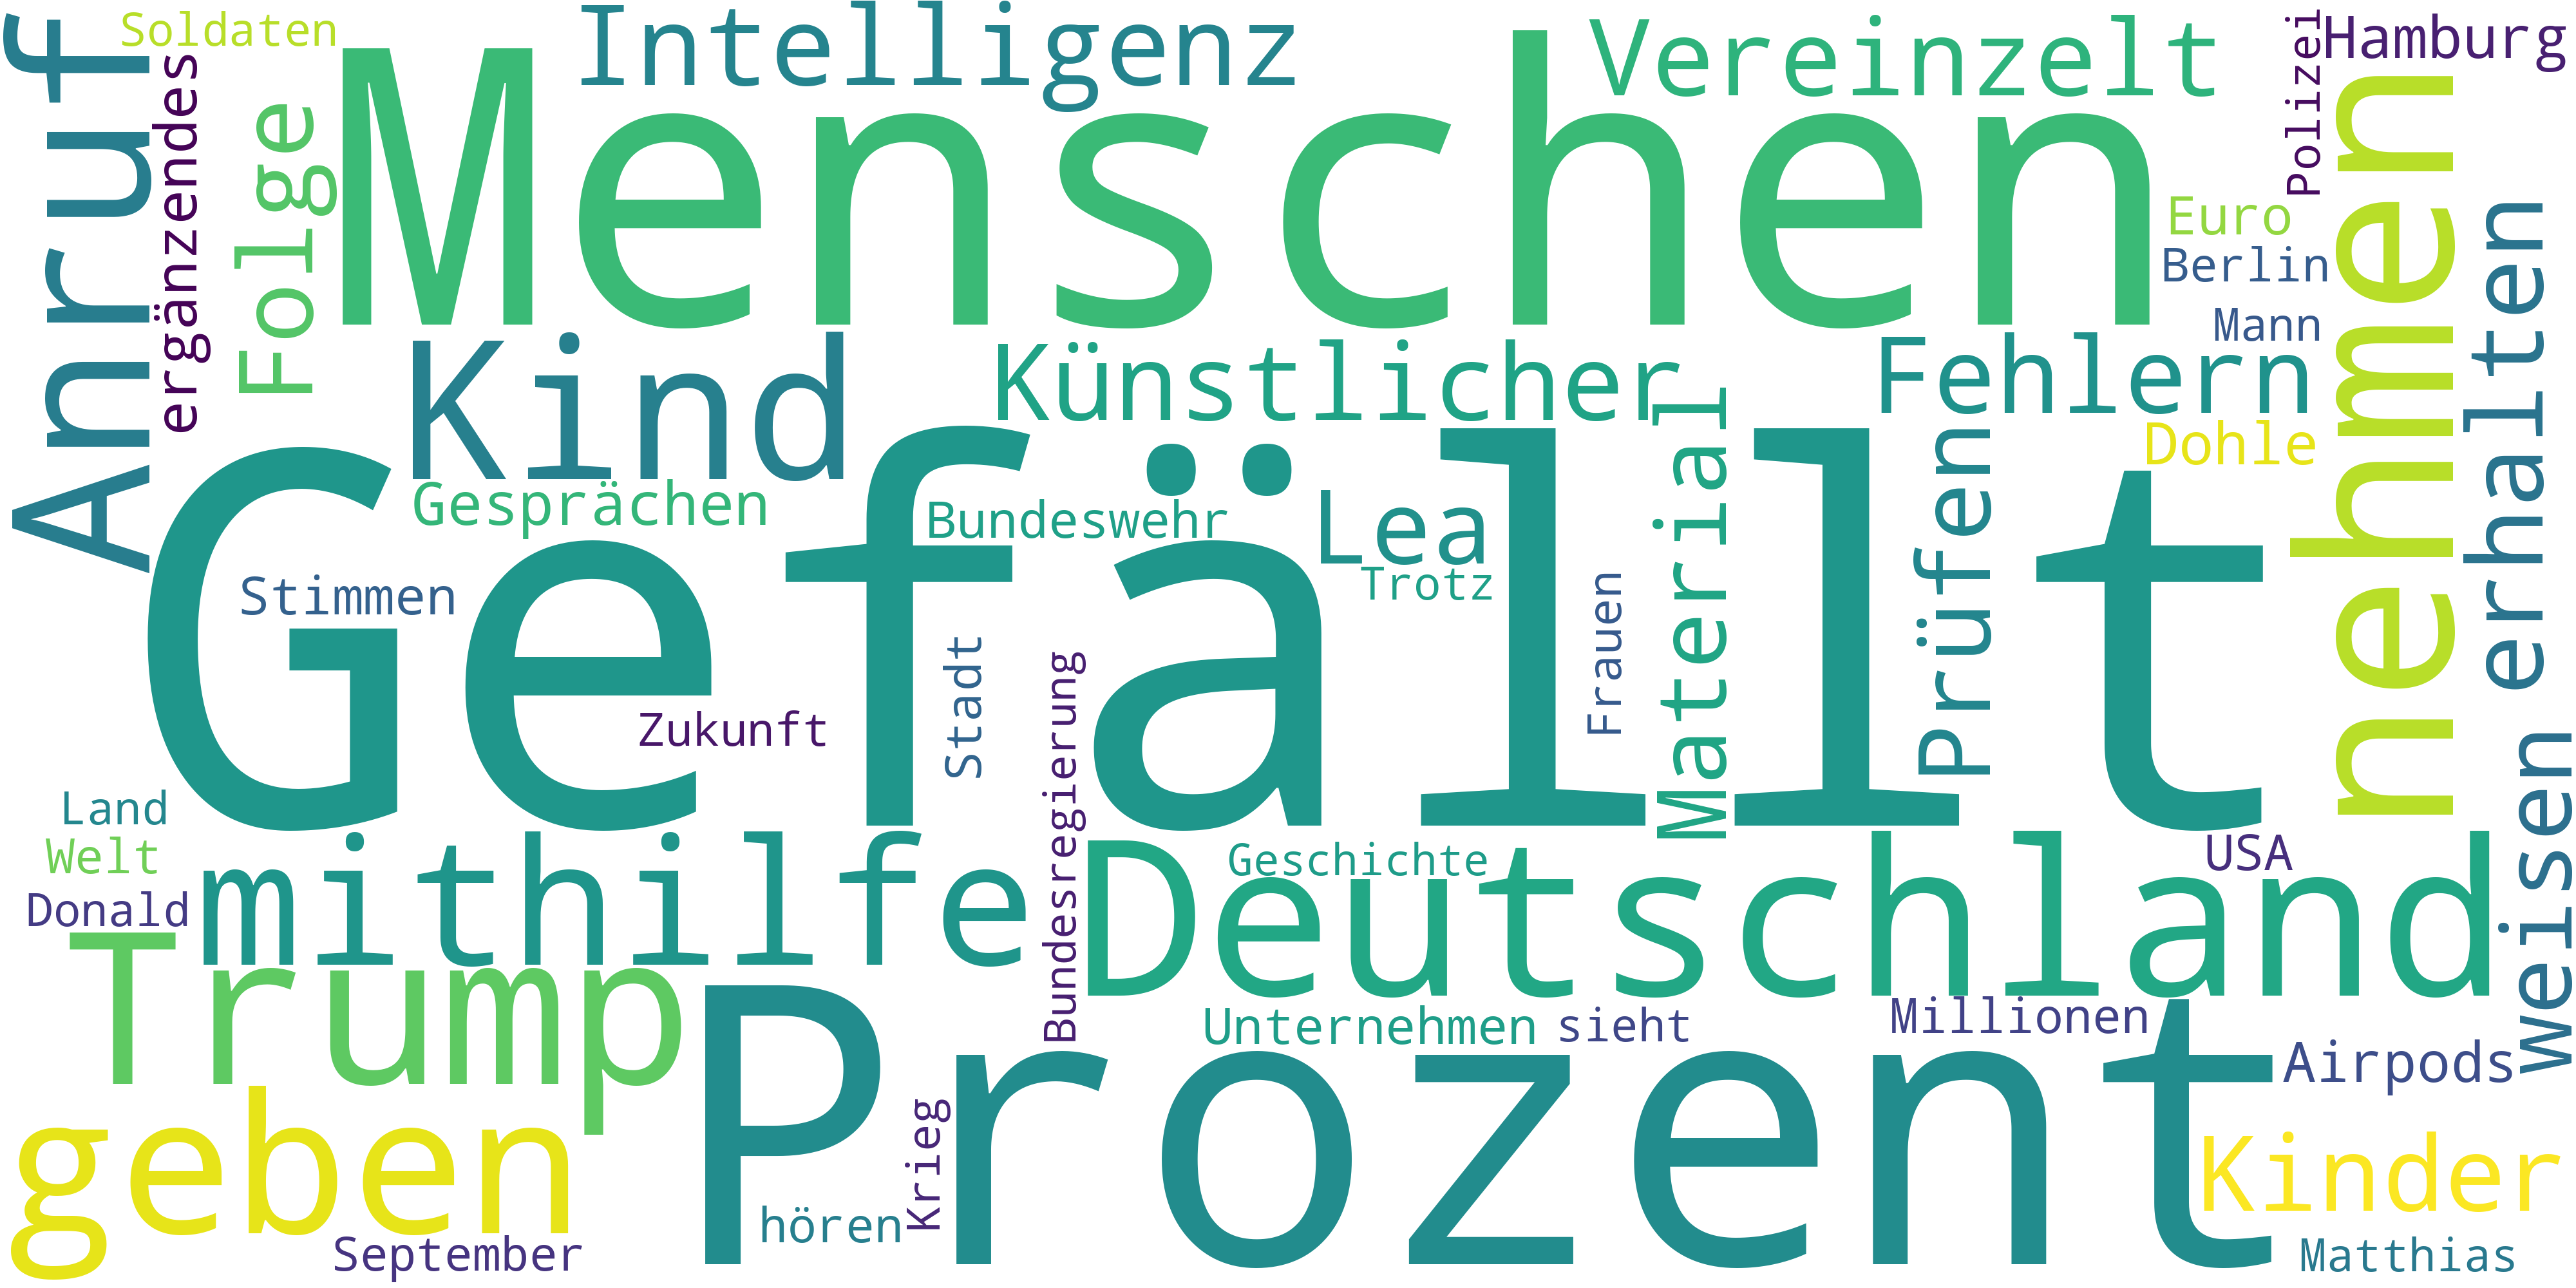 Soldaten
Intelligenz
Vereinzelt
Hamburg
Polizei
Anruf
ergänzendes
Folge
Menschen
nehmen
Euro
Berlin
Mann
erhalten
Kind
Künstlicher
Fehlern
Dohle
Gefällt
Gesprächen
Bundeswehr
Lea
Trotz
Material
Prüfen
Stimmen
Frauen
Stadt
Zukunft
Bundesregierung
Land
Welt
Donald
mithilfe
Geschichte
Deutschland
USA
weisen
Trump
Prozent
Unternehmen
sieht
Millionen
Airpods
geben
Krieg
hören
Kinder
September
Matthias